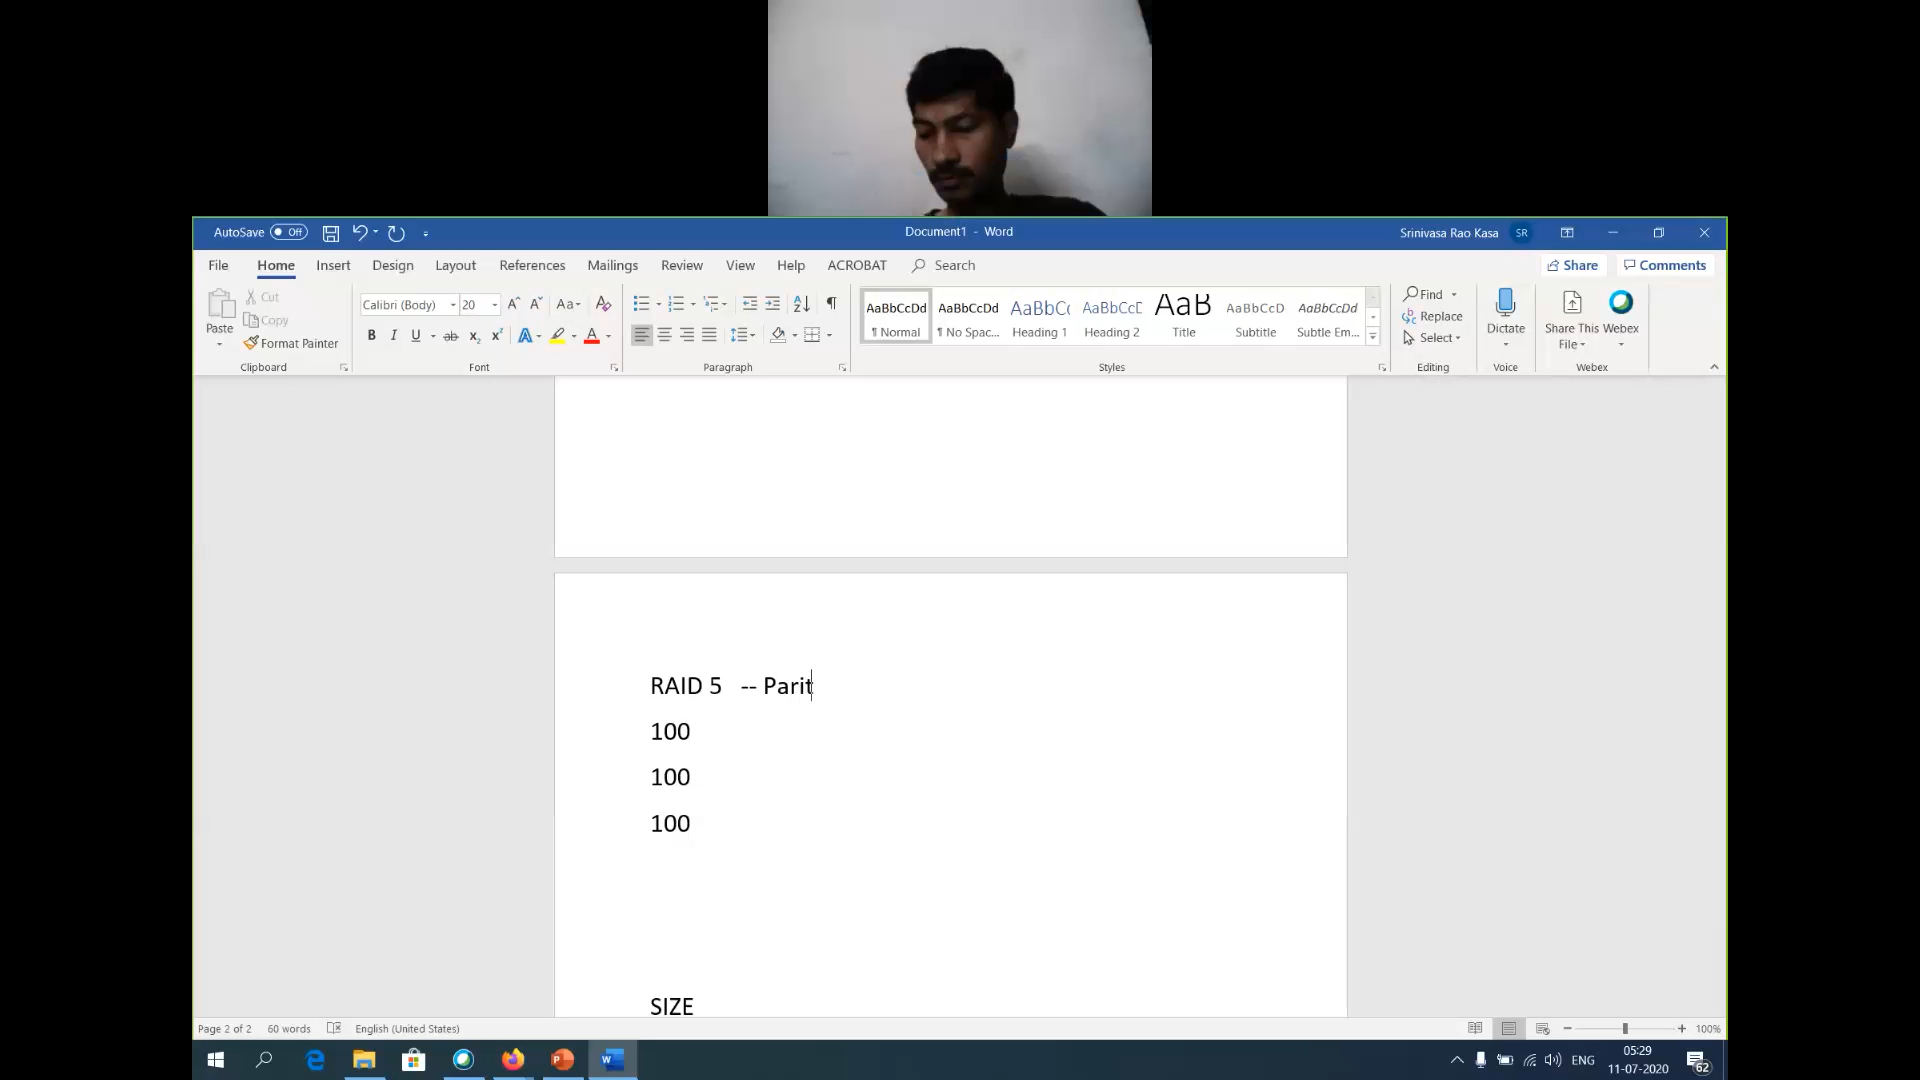 AutoSave Off
Document1 - Word
Srinivasa Rao Kasa SR
File Home Insert Design Layout References Mailings Review View Help ACROBAT Search
Share Comments
Paste
Cut
Copy
Format Painter
Clipboard
Calibri (Body) 20
Font
Paragraph
AaBbCcDd AaBbCcDd AaBbCc AaBbCcD AaB AaBbCcD AaBbCcDd
¶ Normal ¶ No Spac... Heading 1 Heading 2 Title Subtitle Subtle Em...
Styles
Find
Replace
Select
Editing
Dictate
Voice
Share This File
Webex
Webex
RAID 5 -- Parit
100
100
100
SIZE
Page 2 of 2 60 words English (United States) 100%
ENG
05:29
11-07-2020
62